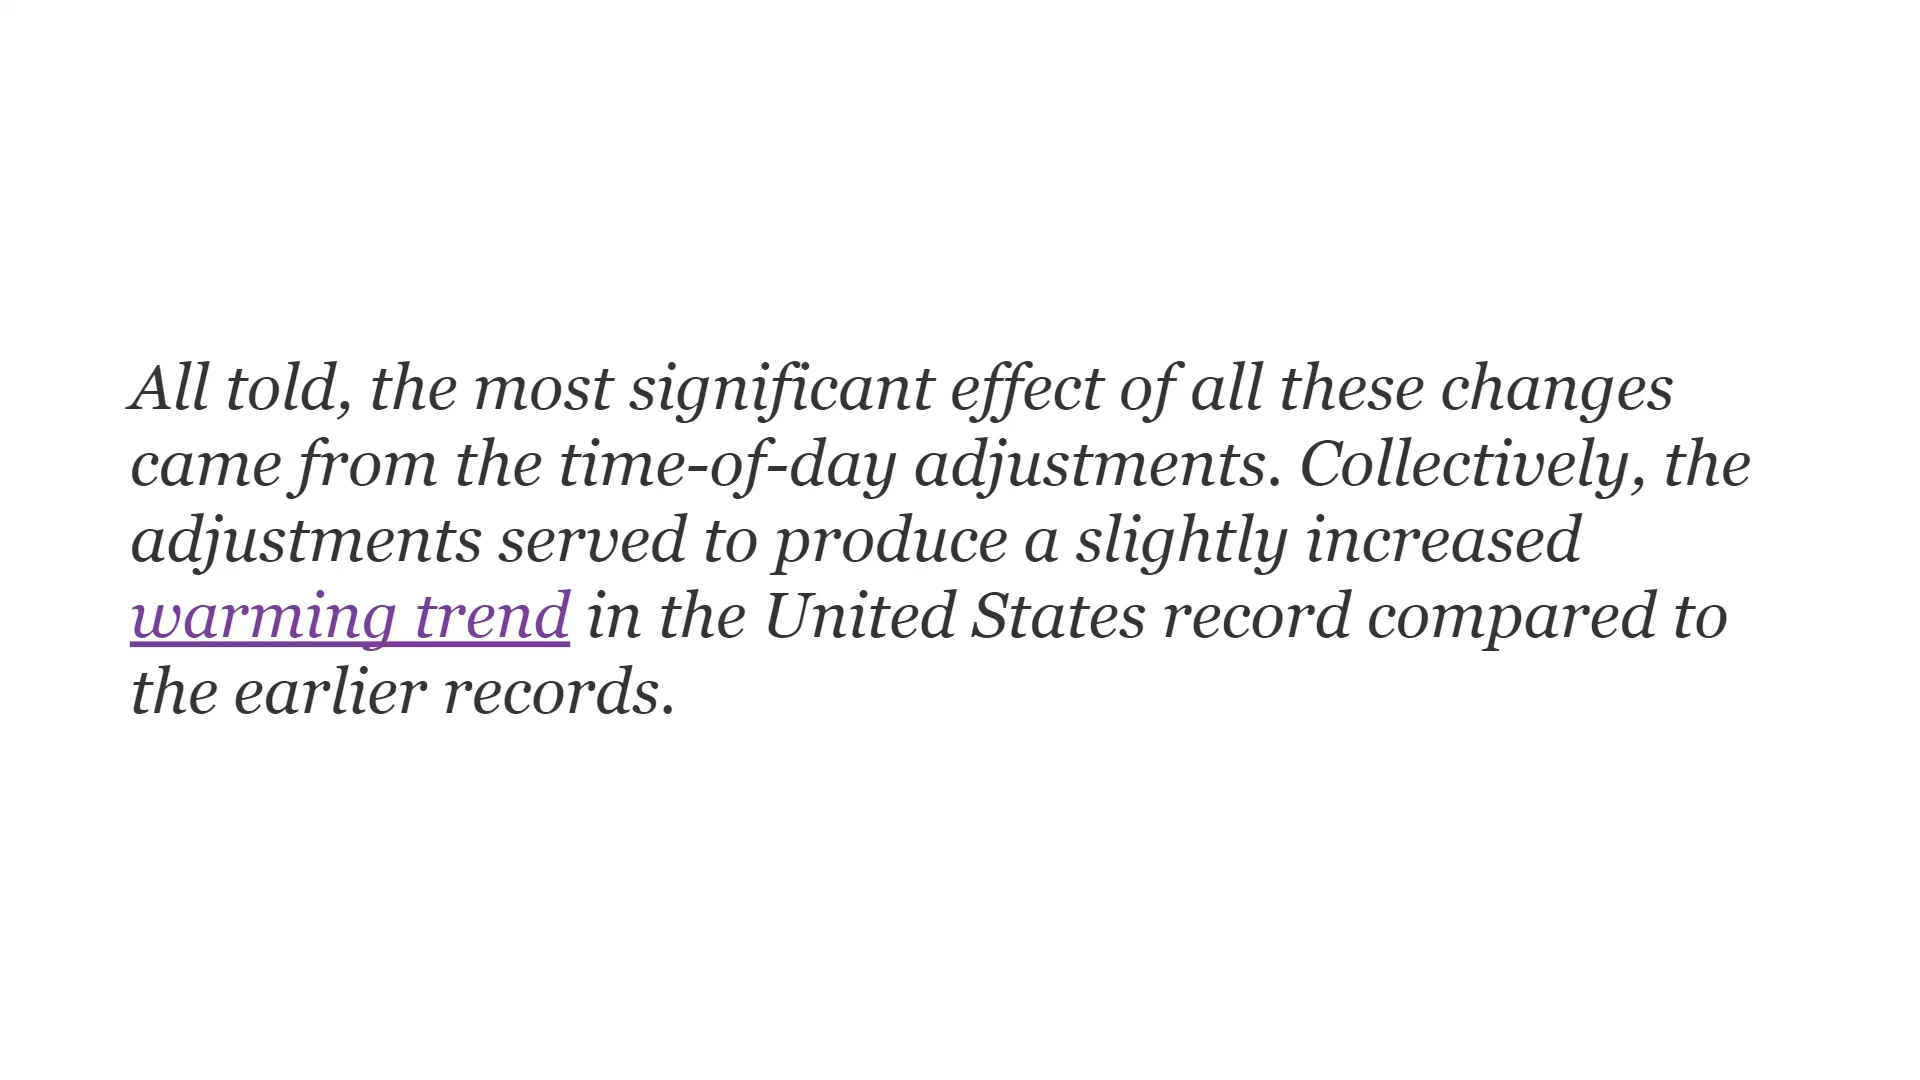 All told, the most significant effect of all these changes
came from the time-of-day adjustments. Collectively, the
adjustments served to produce a slightly increased
warming trend in the United States record compared to
the earlier records.